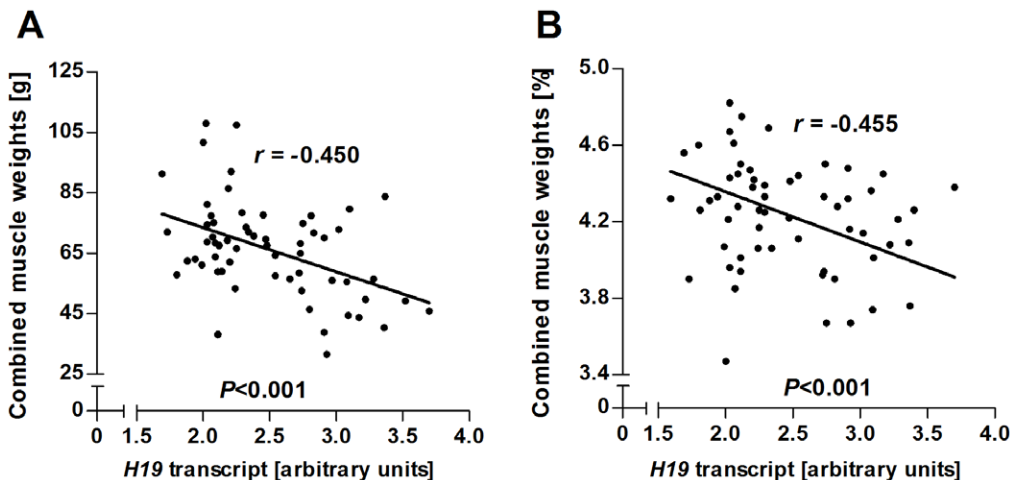 A
Combined muscle weights [g]
125
105
85
65
45
25
0
r = -0.450
P<0.001
0 1.5 2.0 2.5 3.0 3.5 4.0
H19 transcript [arbitrary units]
B
Combined muscle weights [%]
5.0
4.6
4.2
3.8
3.4
0
r = -0.455
P<0.001
0 1.5 2.0 2.5 3.0 3.5 4.0
H19 transcript [arbitrary units]